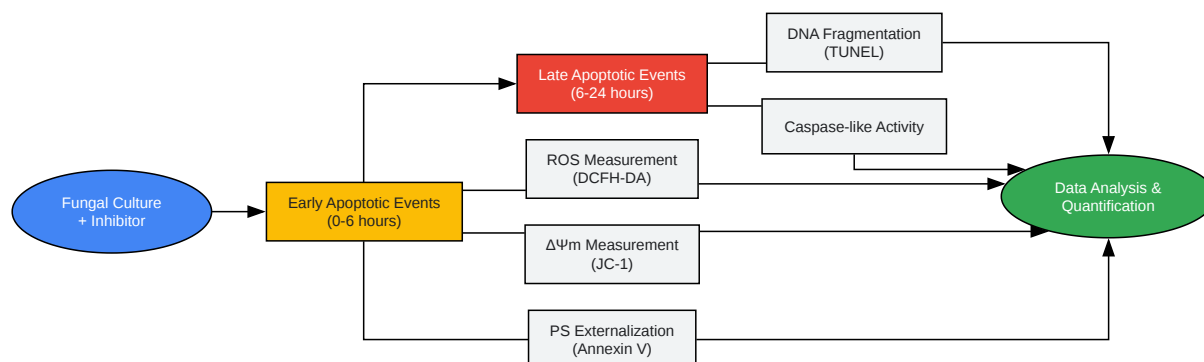 Fungal Culture
+ Inhibitor
Early Apoptotic Events
(0-6 hours)
Late Apoptotic Events
(6-24 hours)
DNA Fragmentation
(TUNEL)
Caspase-like Activity
ROS Measurement
(DCFH-DA)
ΔΨm Measurement
(JC-1)
PS Externalization
(Annexin V)
Data Analysis &
Quantification